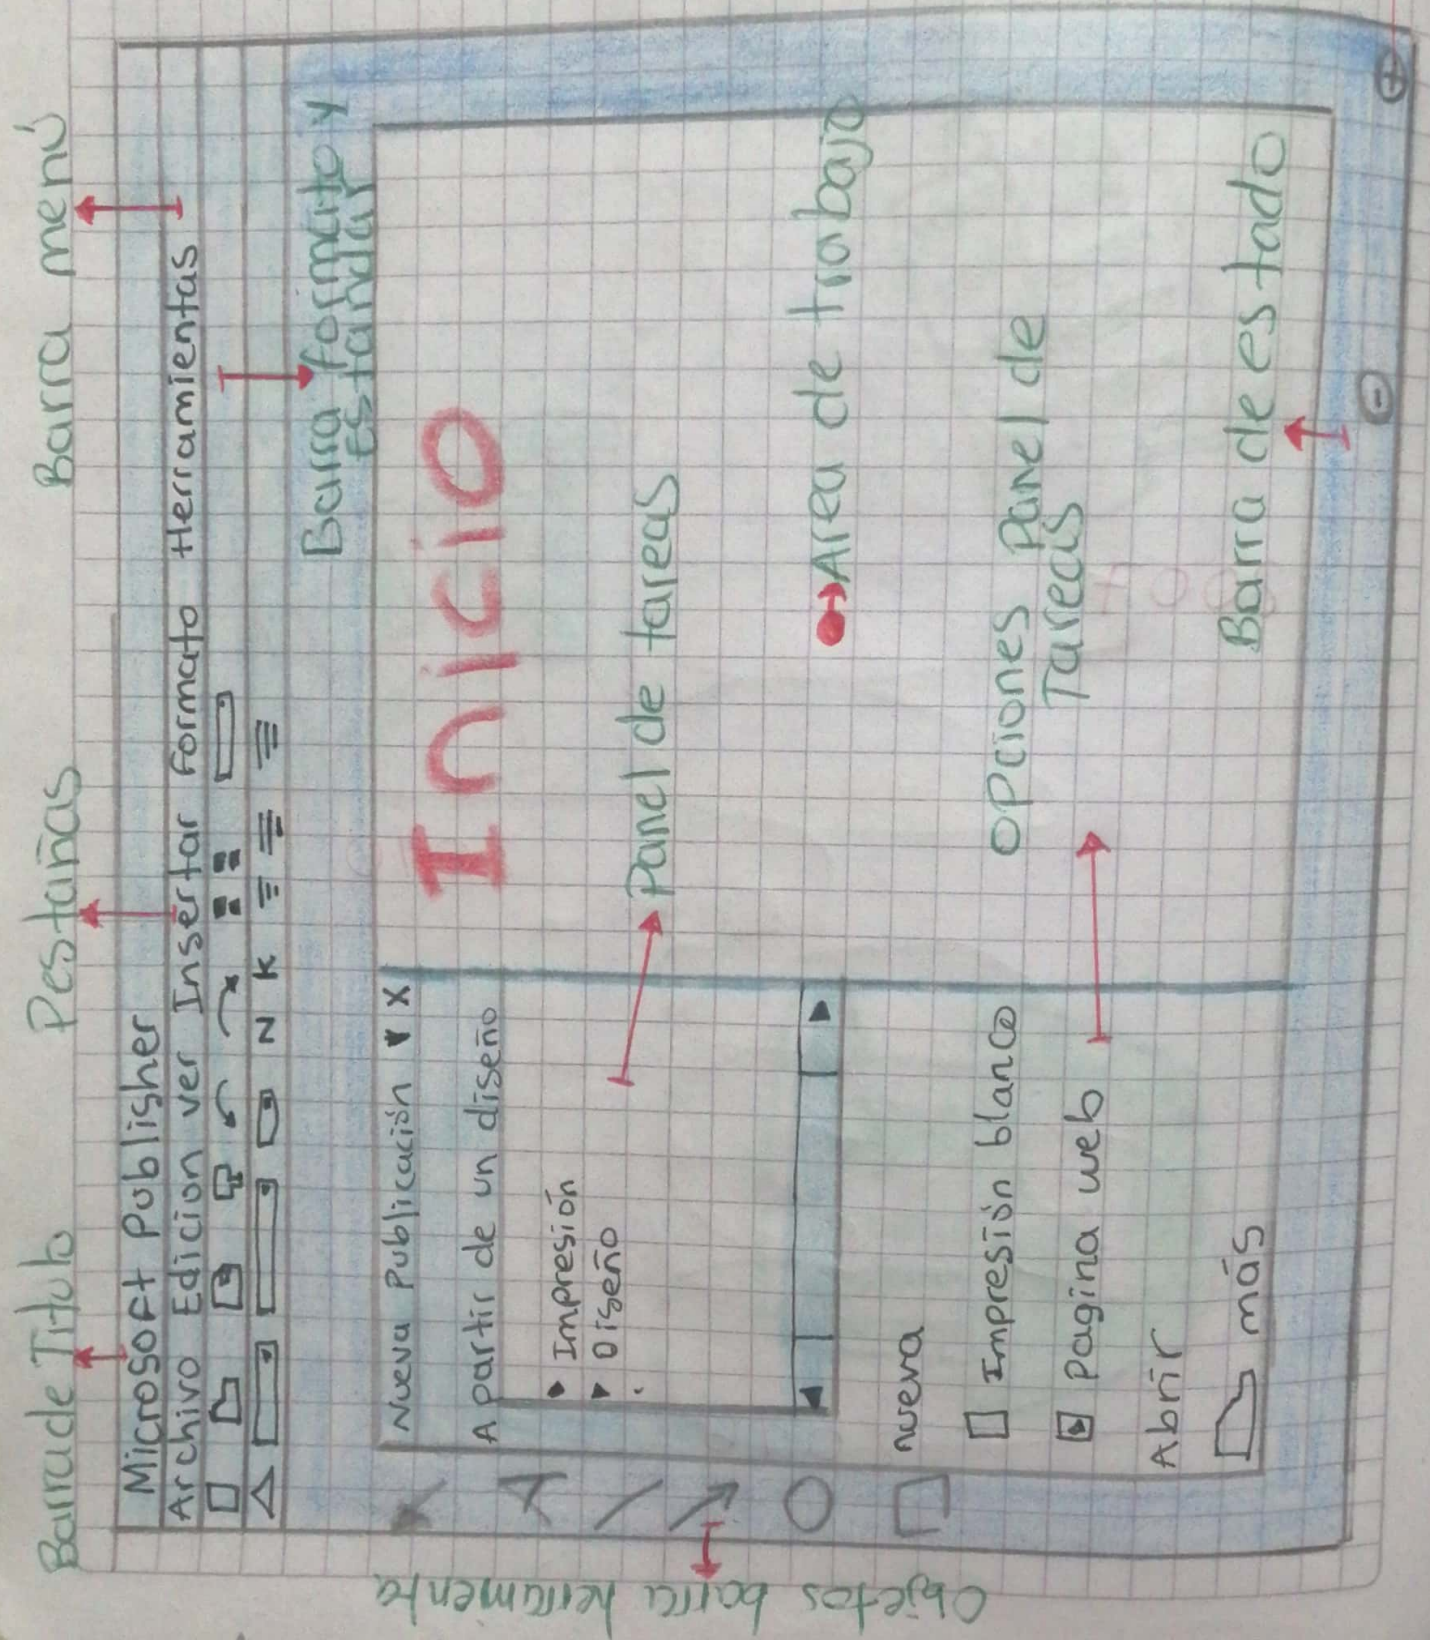 Barra de Titulo
Pestañas
Barra menú
Microsoft Publisher
Archivo Edicion ver Insertar formato Herramientas
N K
Barra formato y
Estandar
Nueva Publicación X
A partir de un diseño
Impresión
Diseño
Inicio
Panel de tareas
Area de trabajo
nueva
Impresión blanco
Pagina web
Abrir
más
Opciones Panel de
Tareas
Barra de estado
Objetos barra herramienta